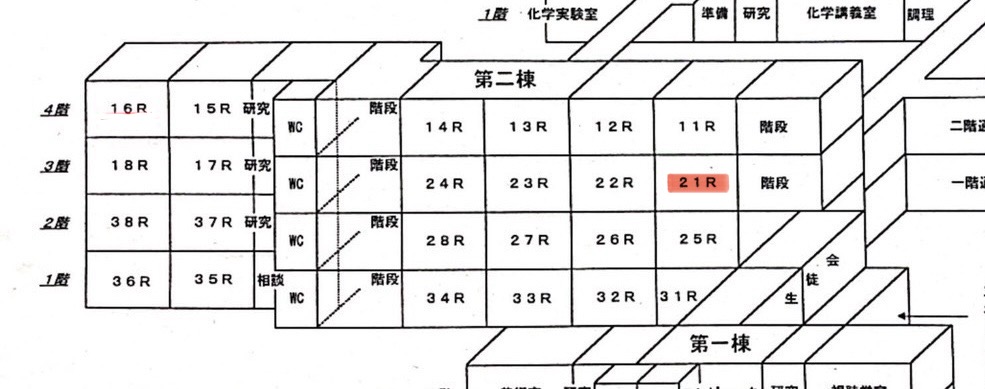 1階 化学実験室 準備 研究 化学講義室 調理
第二棟
4階 16R 15R 研究 WC 階段 14R 13R 12R 11R 階段
二階
3階 18R 17R 研究 WC 階段 24R 23R 22R 21R 階段
一階
2階 38R 37R 研究 WC 階段 28R 27R 26R 25R
1階 36R 35R 相談 WC 階段 34R 33R 32R 31R 生徒会
第一棟